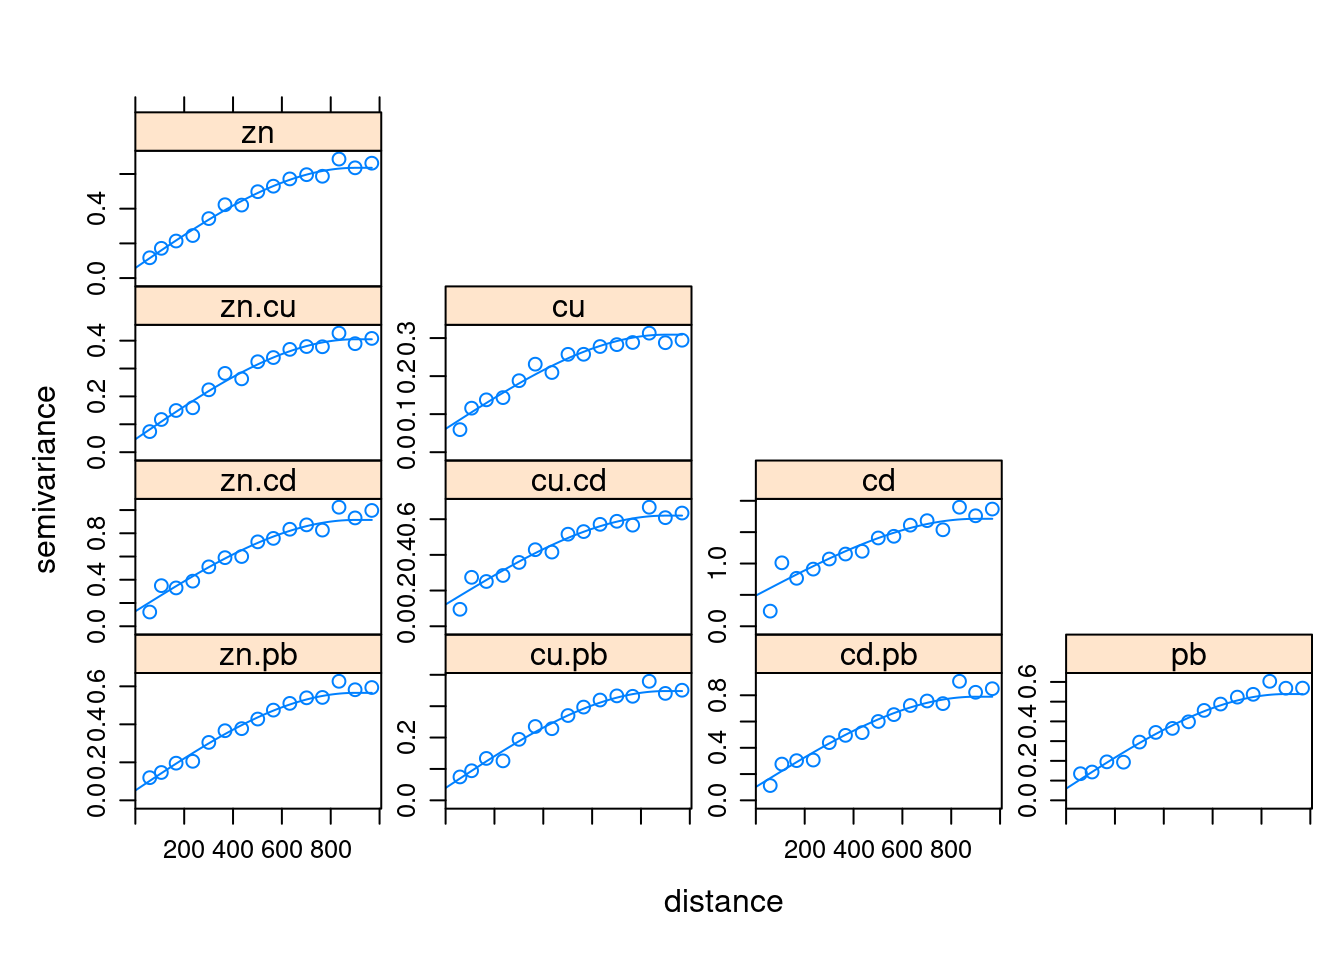 zn
0.0 0.4
zn.cu
cu
0.0 0.2 0.4
0.0 0.1 0.2 0.3
zn.cd
cu.cd
cd
0.0 0.4 0.8
0.0 0.2 0.4 0.6
0.0 1.0
zn.pb
cu.pb
cd.pb
pb
0.0 0.2 0.4 0.6
0.0 0.2
0.0 0.4 0.8
0.0 0.2 0.4 0.6
200 400 600 800
200 400 600 800
semivariance
distance